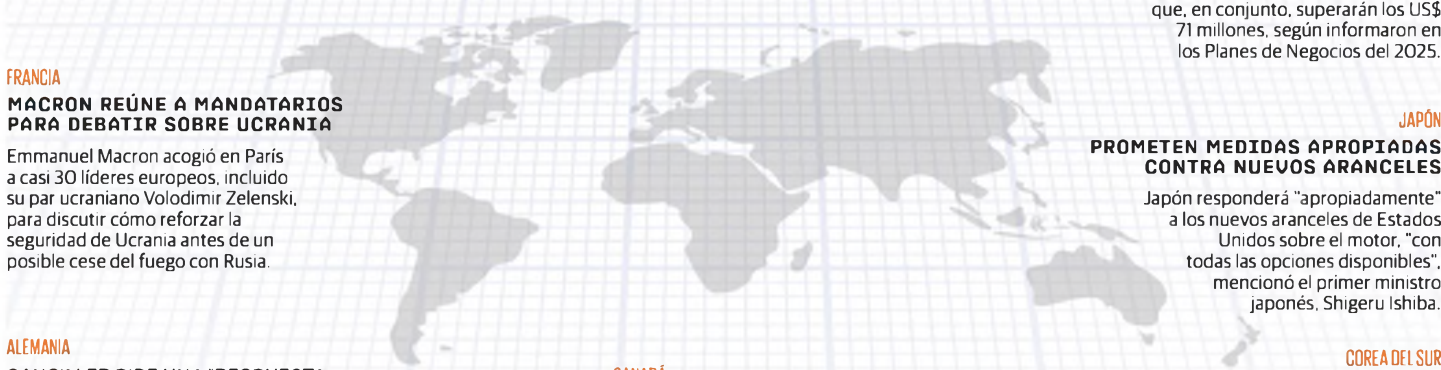 que, en conjunto, superarán los US$
71 millones, según informaron en
los Planes de Negocios del 2025.
FRANCIA
MACRON REÚNE A MANDATARIOS
PARA DEBATIR SOBRE UCRANIA
Emmanuel Macron acogió en París
a casi 30 líderes europeos, incluido
su par ucraniano Volodimir Zelenski,
para discutir cómo reforzar la
seguridad de Ucrania antes de un
posible cese del fuego con Rusia.
JAPÓN
PROMETEN MEDIDAS APROPIADAS
CONTRA NUEVOS ARANCELES
Japón responderá "apropiadamente"
a los nuevos aranceles de Estados
Unidos sobre el motor, "con
todas las opciones disponibles",
mencionó el primer ministro
japonés, Shigeru Ishiba.
ALEMANIA
COREA DEL SUR